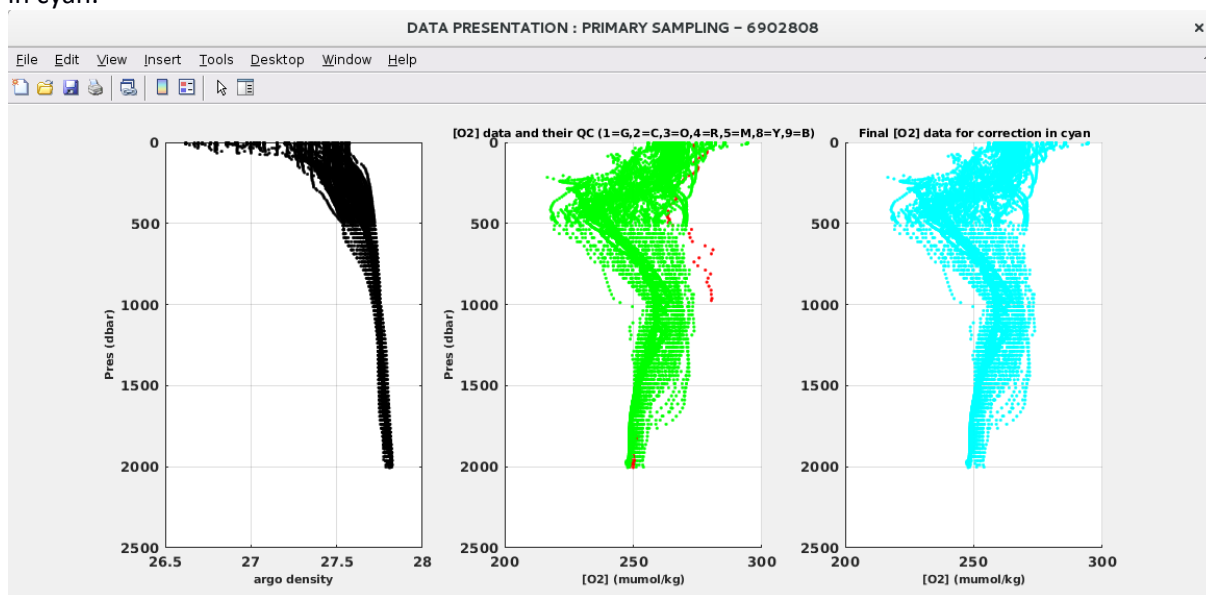 in cyan.
DATA PRESENTATION : PRIMARY SAMPLING – 6902808
×
File Edit View Insert Tools Desktop Window Help
[O2] data and their QC (1=G,2=C,3=O,4=R,5=M,8=Y,9=B)
Final [O2] data for correction in cyan
0
500
1000
1500
2000
2500
Pres (dbar)
26.5 27 27.5 28
argo density
0
500
1000
1500
2000
2500
Pres (dbar)
200 250 300
[O2] (mumol/kg)
0
500
1000
1500
2000
2500
200 250 300
[O2] (mumol/kg)